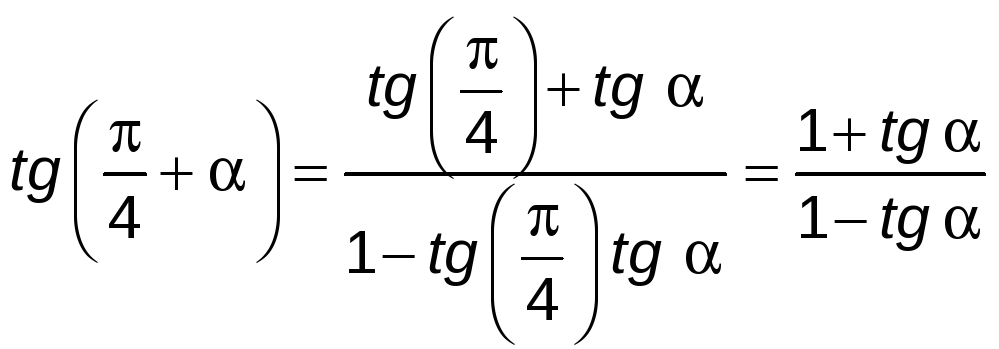 tg(π/4 + α) = (tg(π/4) + tg α)/(1 − tg(π/4) tg α) = (1 + tg α)/(1 − tg α)